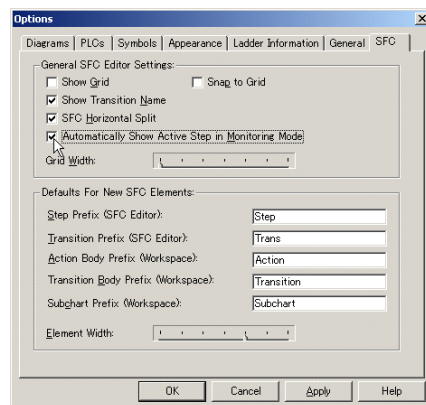 Options
Diagrams PLCs Symbols Appearance Ladder Information General SFC
General SFC Editor Settings:
Show Grid Snap to Grid
Show Transition Name
SFC Horizontal Split
Automatically Show Active Step in Monitoring Mode
Grid Width:
Defaults For New SFC Elements:
Step Prefix (SFC Editor): Step
Transition Prefix (SFC Editor): Trans
Action Body Prefix (Workspace): Action
Transition Body Prefix (Workspace): Transition
Subchart Prefix (Workspace): Subchart
Element Width:
OK Cancel Apply Help